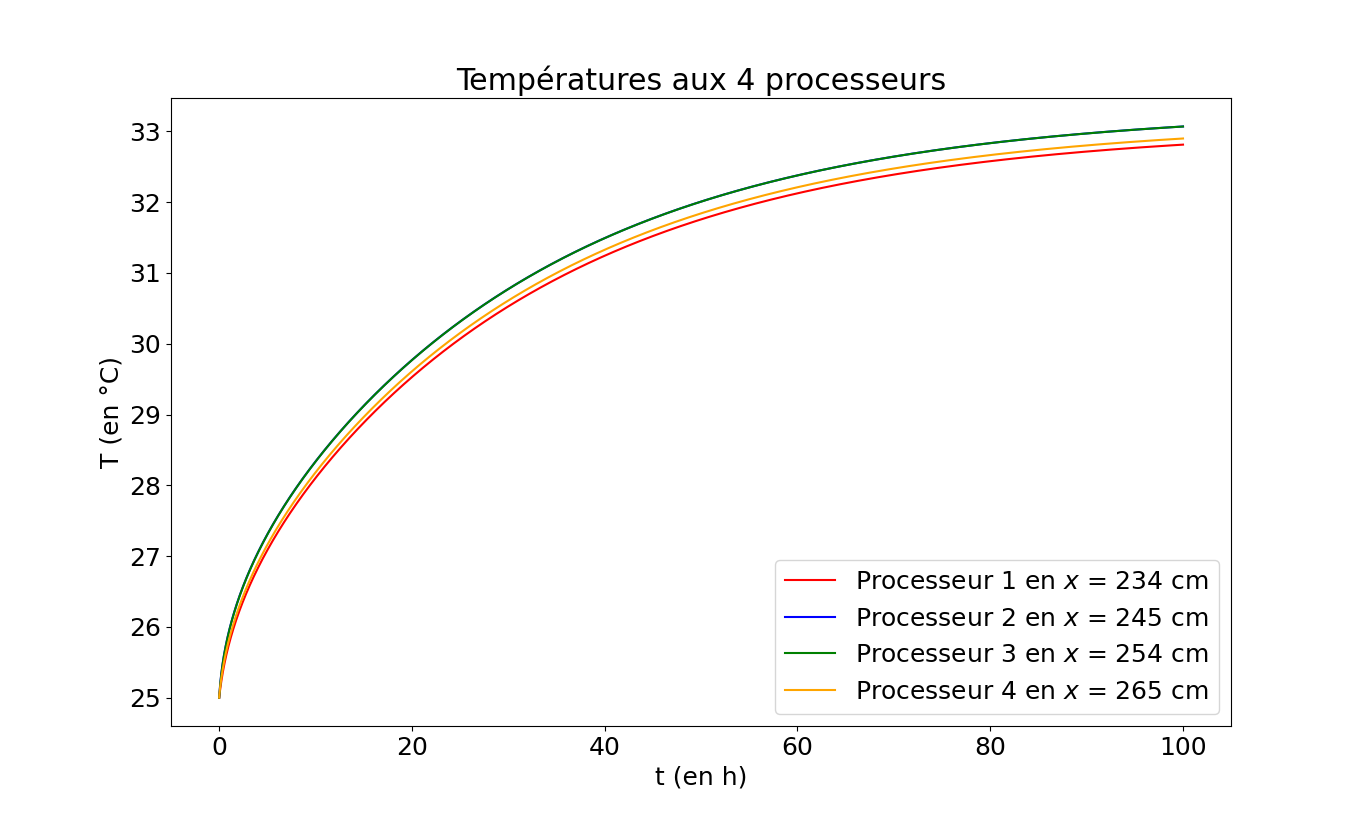 Températures aux 4 processeurs
T (en °C)
33
32
31
30
29
28
27
26
25
0 20 40 60 80 100
t (en h)
Processeur 1 en x = 234 cm
Processeur 2 en x = 245 cm
Processeur 3 en x = 254 cm
Processeur 4 en x = 265 cm